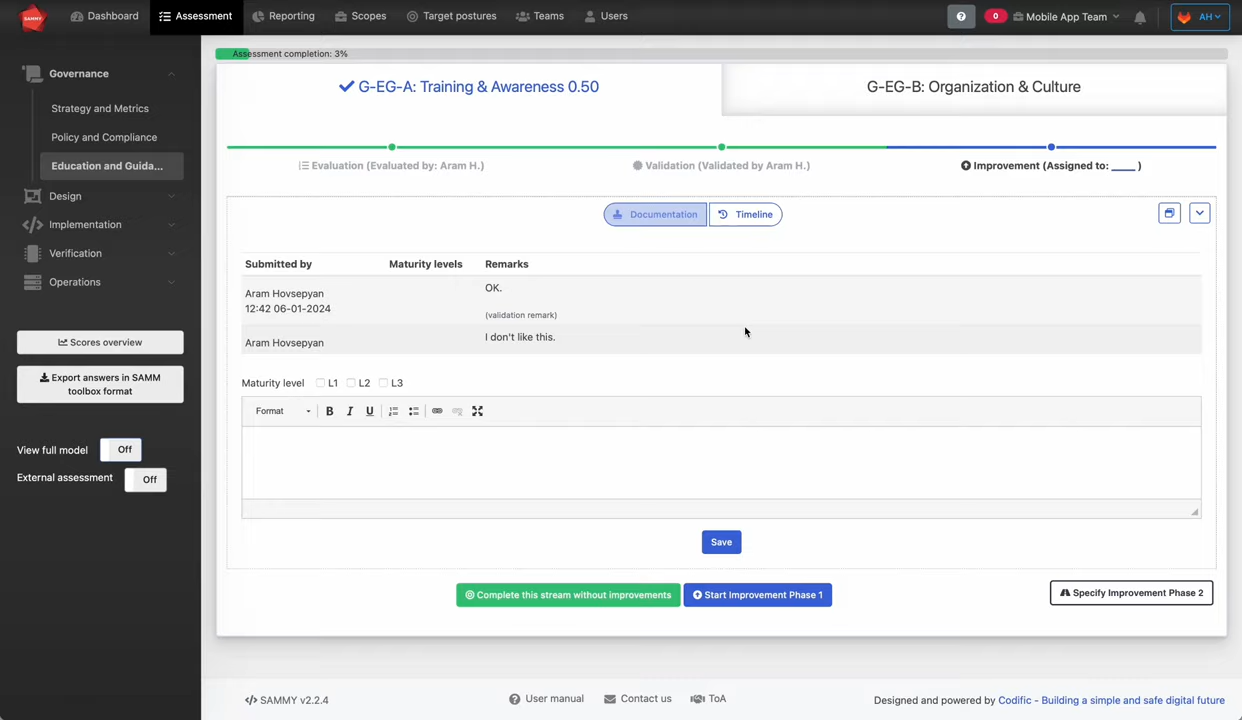 SAMMY
Dashboard
Assessment
Reporting
Scopes
Target postures
Teams
Users
?
0
Mobile App Team
AH
Governance
Strategy and Metrics
Policy and Compliance
Education and Guida...
Design
Implementation
Verification
Operations
Scores overview
Export answers in SAMM
toolbox format
View full model
Off
External assessment
Off
Assessment completion: 3%
G-EG-A: Training & Awareness 0.50
G-EG-B: Organization & Culture
Evaluation (Evaluated by: Aram H.)
Validation (Validated by Aram H.)
Improvement (Assigned to: ____ )
Documentation
Timeline
Submitted by
Maturity levels
Remarks
Aram Hovsepyan
12:42 06-01-2024
OK.
(validation remark)
Aram Hovsepyan
I don't like this.
Maturity level
L1
L2
L3
Format
B
I
U
Save
Complete this stream without improvements
Start Improvement Phase 1
Specify Improvement Phase 2
</> SAMMY v2.2.4
User manual
Contact us
ToA
Designed and powered by Codific - Building a simple and safe digital future